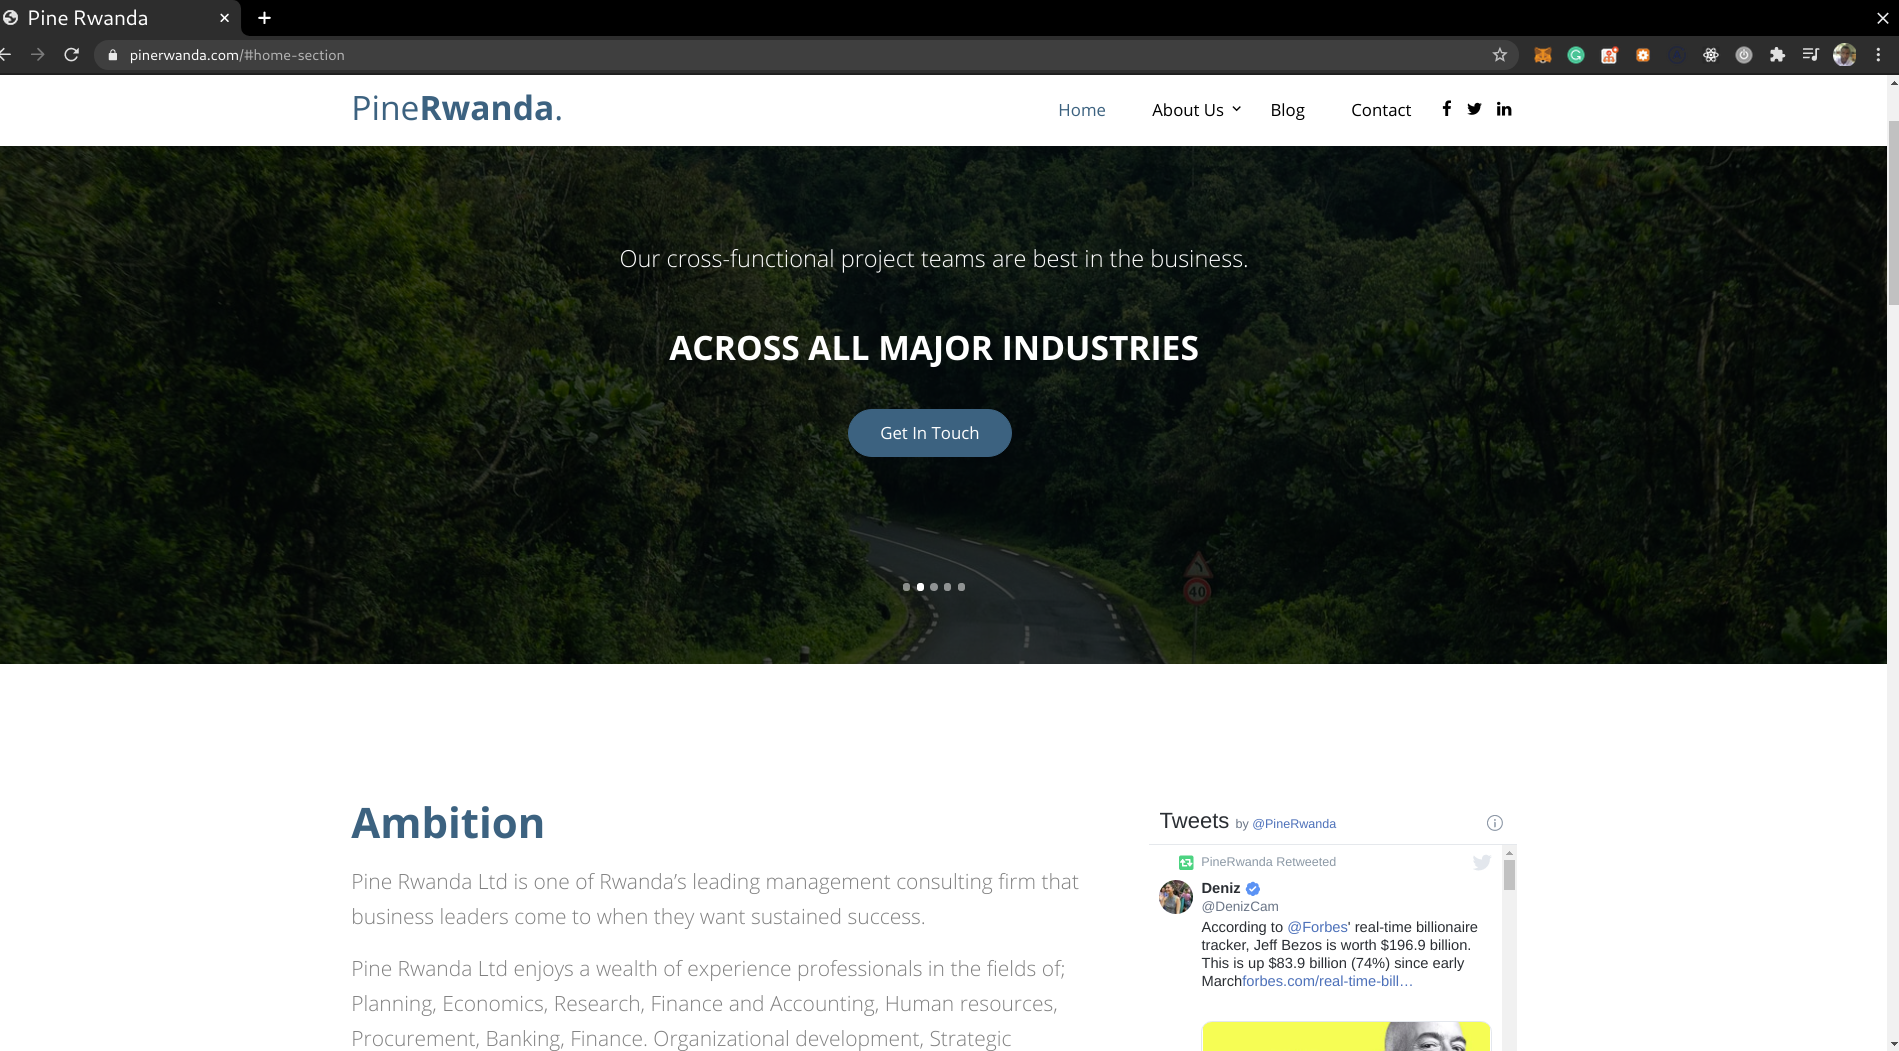 Pine Rwanda
pinerwanda.com/#home-section
PineRwanda.
Home About Us Blog Contact
Our cross-functional project teams are best in the business.
ACROSS ALL MAJOR INDUSTRIES
Get In Touch
40
Ambition
Pine Rwanda Ltd is one of Rwanda’s leading management consulting firm that
business leaders come to when they want sustained success.
Pine Rwanda Ltd enjoys a wealth of experience professionals in the fields of;
Planning, Economics, Research, Finance and Accounting, Human resources,
Procurement, Banking, Finance. Organizational development, Strategic
Tweets by @PineRwanda
PineRwanda Retweeted
Deniz
@DenizCam
According to @Forbes' real-time billionaire
tracker, Jeff Bezos is worth $196.9 billion.
This is up $83.9 billion (74%) since early
Marchforbes.com/real-time-bill…